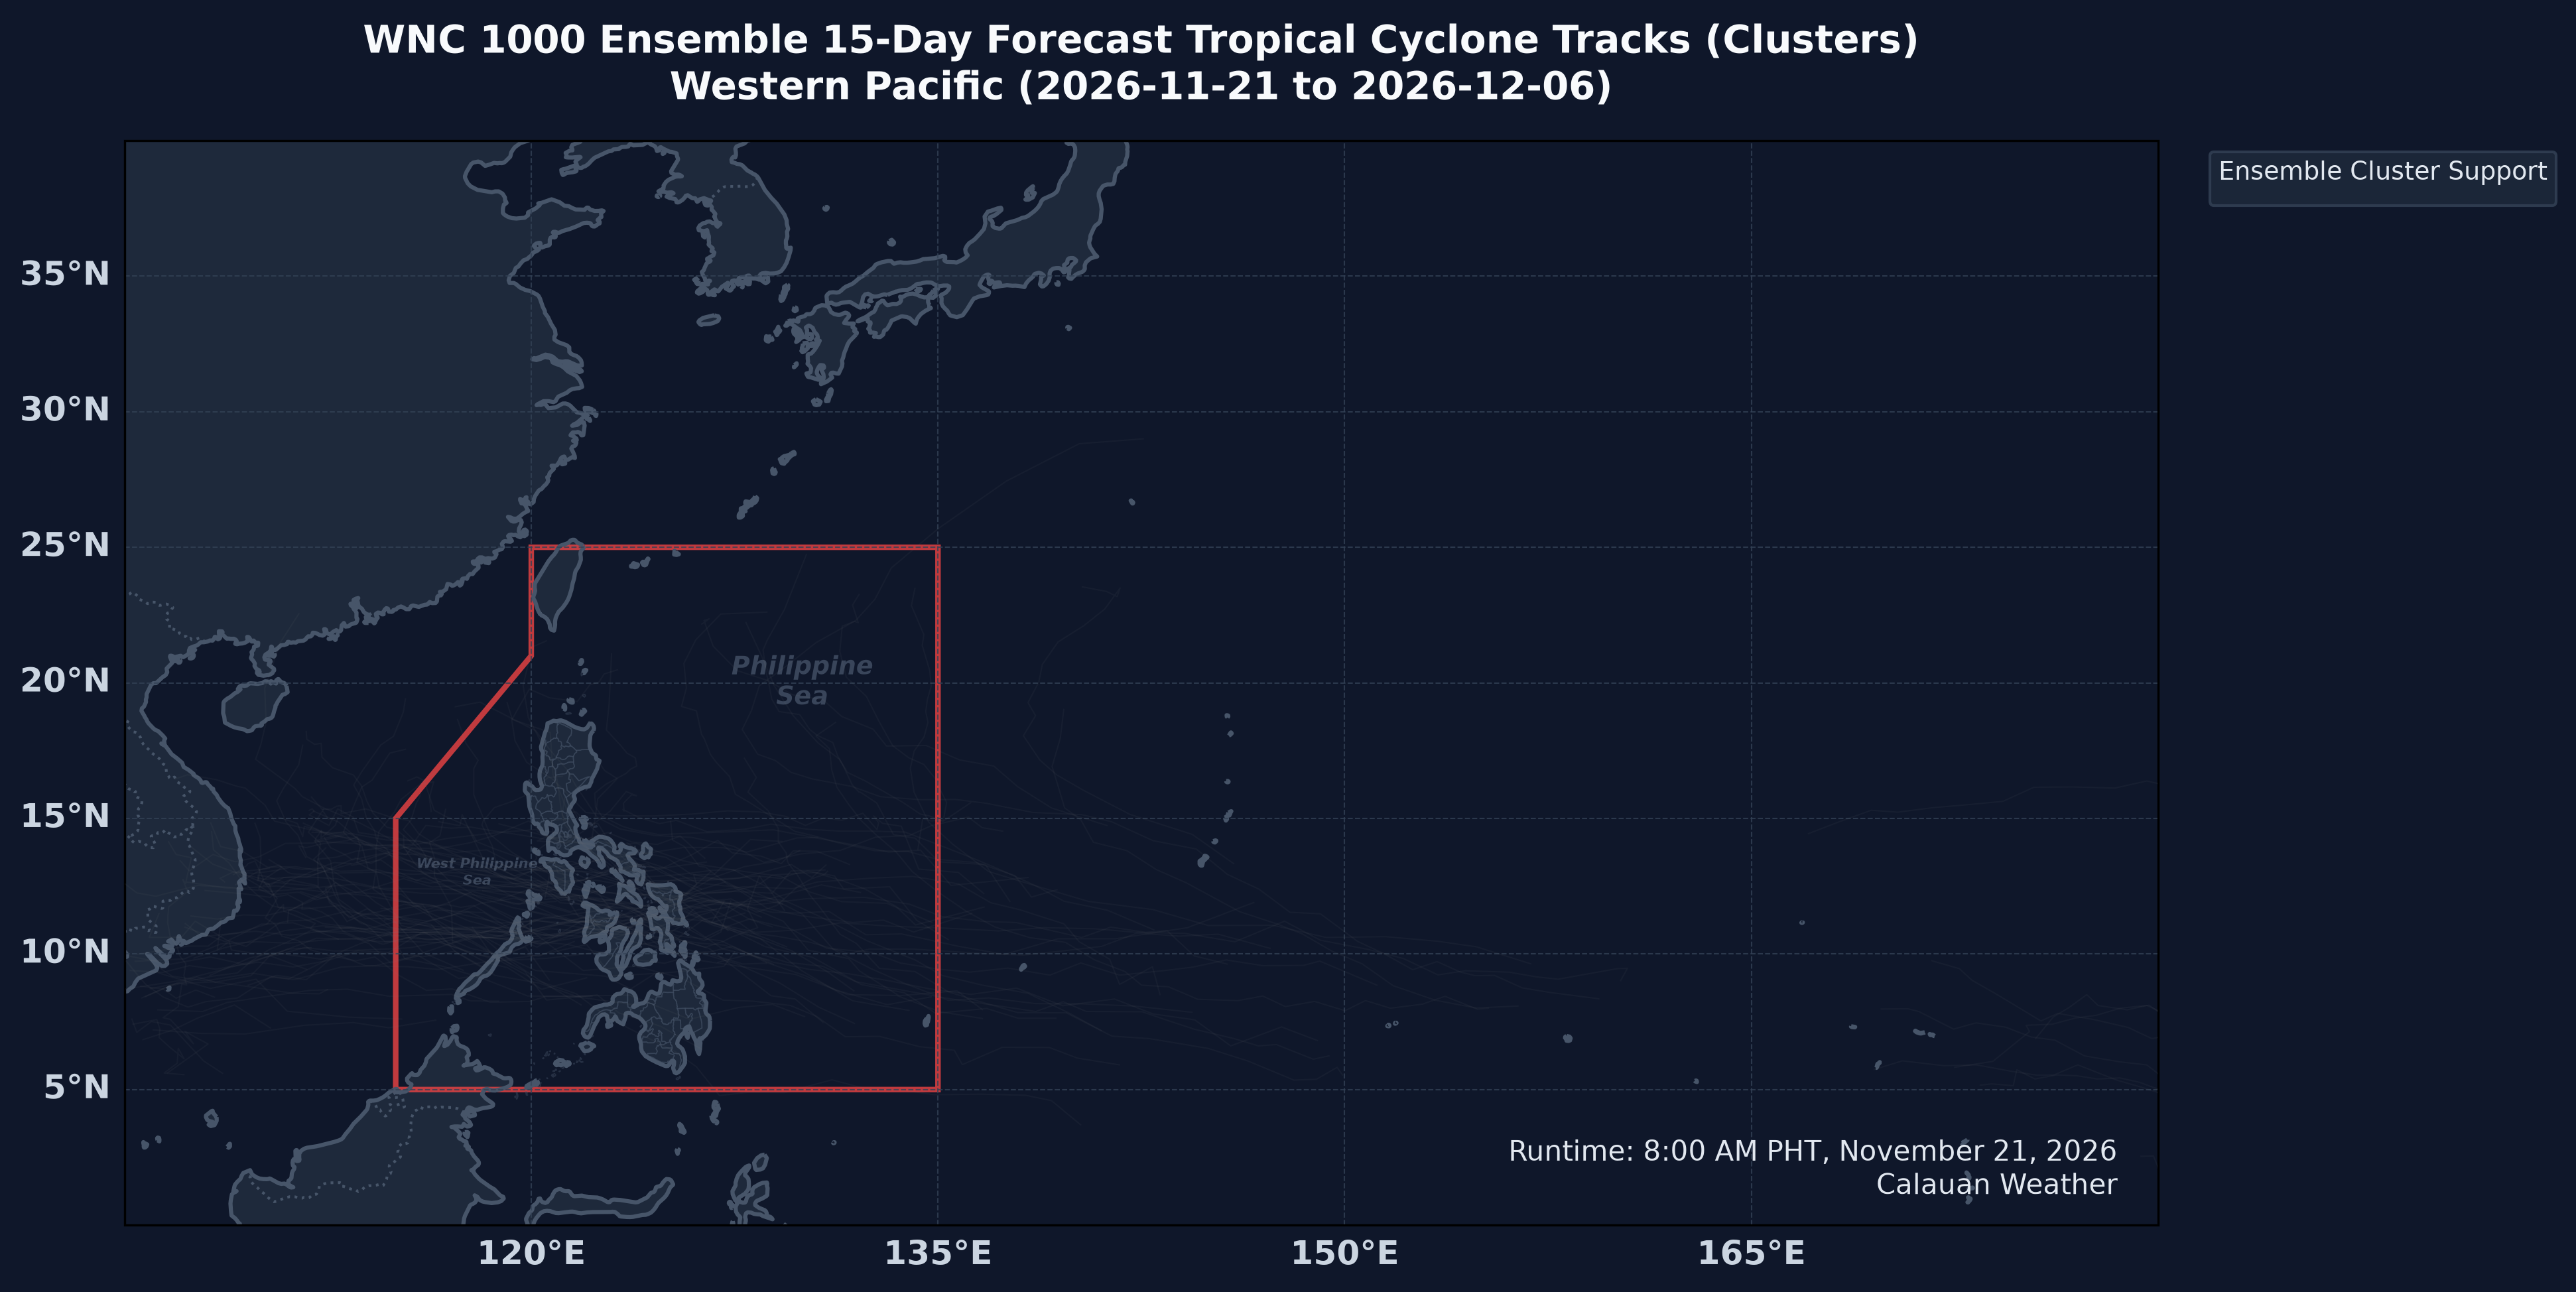 WNC 1000 Ensemble 15-Day Forecast Tropical Cyclone Tracks (Clusters)
Western Pacific (2026-11-21 to 2026-12-06)
Ensemble Cluster Support
35°N
30°N
25°N
20°N
15°N
10°N
5°N
Philippine
Sea
West Philippine
Sea
Runtime: 8:00 AM PHT, November 21, 2026
Calauan Weather
120°E
135°E
150°E
165°E